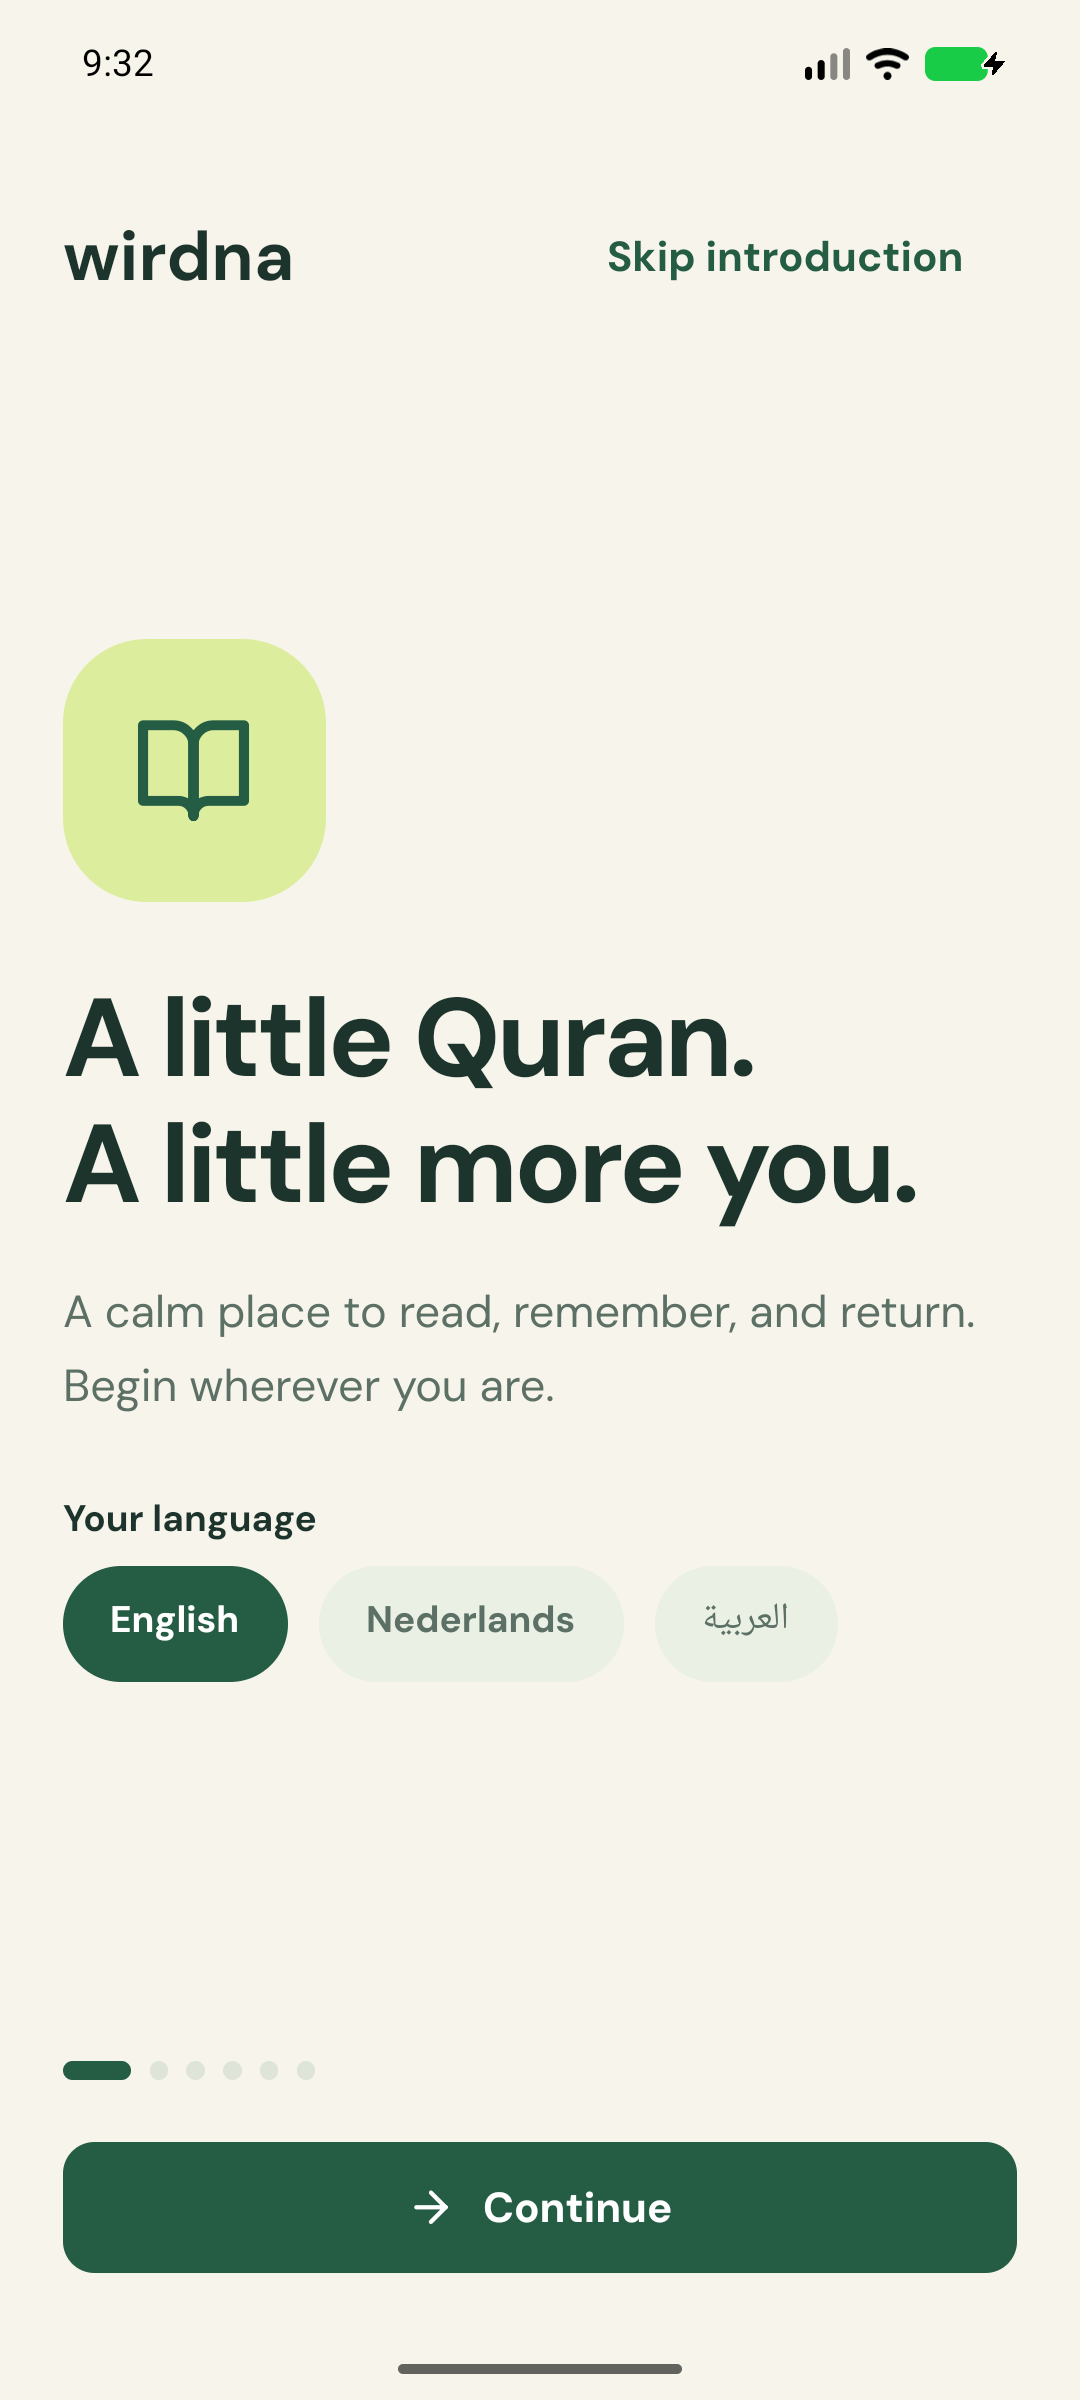 9:32
wirdna
Skip introduction
A little Quran.
A little more you.
A calm place to read, remember, and return.
Begin wherever you are.
Your language
English
Nederlands
العربية
Continue